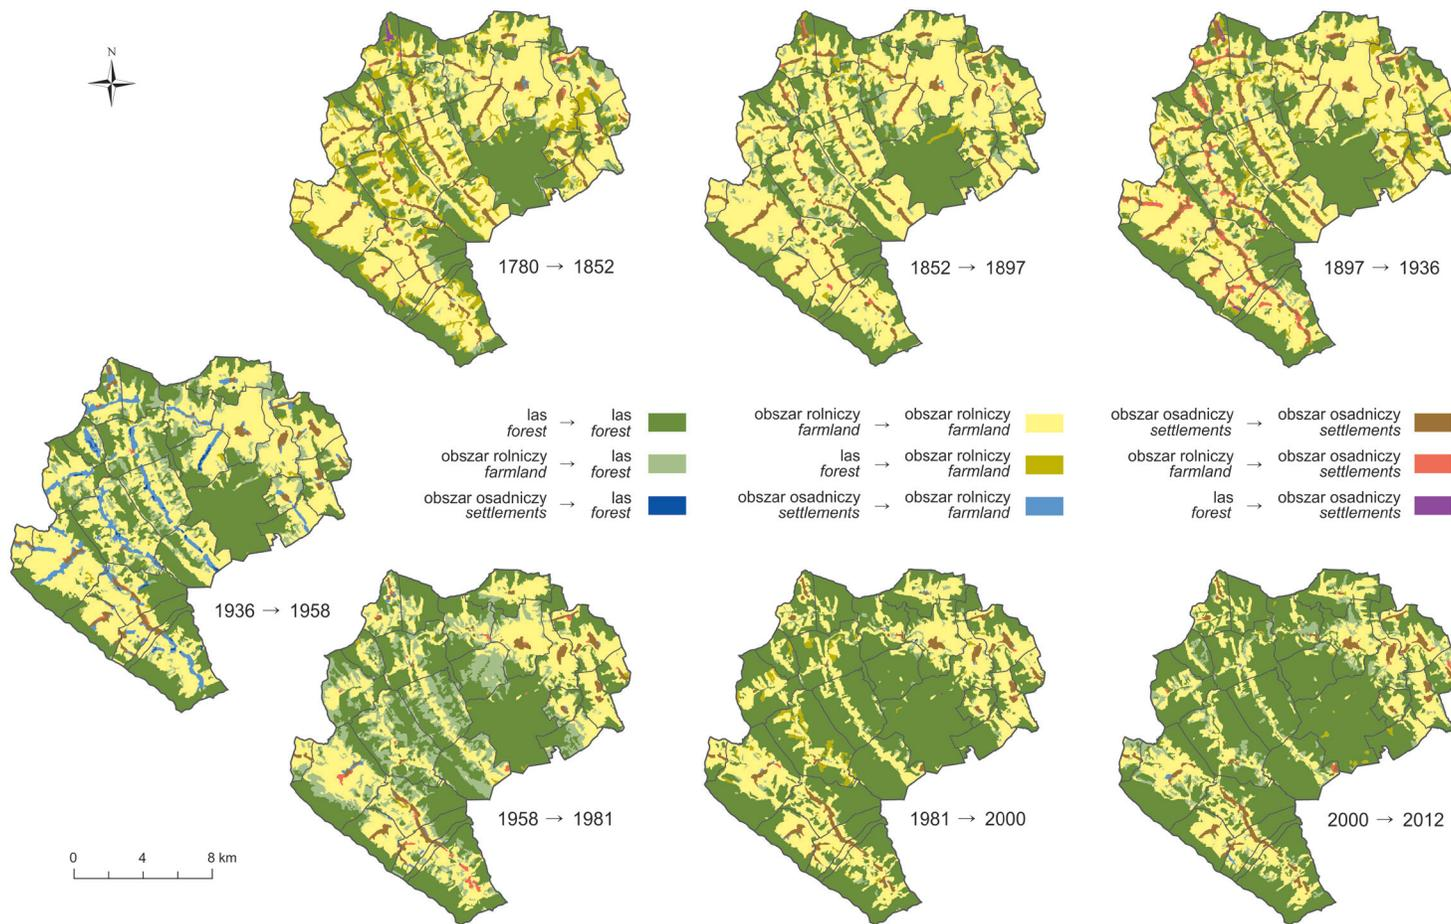 N
1780 → 1852
1852 → 1897
1897 → 1936
las → las
forest forest
obszar rolniczy → las
farmland forest
obszar osadniczy → las
settlements forest
obszar rolniczy → obszar rolniczy
farmland farmland
las → obszar rolniczy
forest farmland
obszar osadniczy → obszar rolniczy
settlements farmland
obszar osadniczy → obszar osadniczy
settlements settlements
obszar rolniczy → obszar osadniczy
farmland settlements
las → obszar osadniczy
forest settlements
1936 → 1958
1958 → 1981
1981 → 2000
2000 → 2012
0 4 8 km